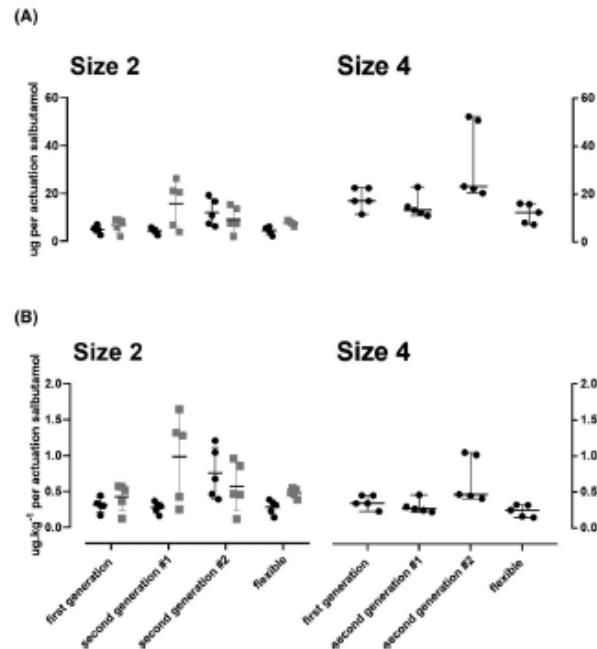 (A)
Size 2
Size 4
ug per actuation salbutamol
60
40
20
0
60
40
20
0
(B)
Size 2
Size 4
ug.kg⁻¹ per actuation salbutamol
2.0
1.5
1.0
0.5
0.0
2.0
1.5
1.0
0.5
0.0
first generation
second generation #1
second generation #2
flexible
first generation
second generation #1
second generation #2
flexible